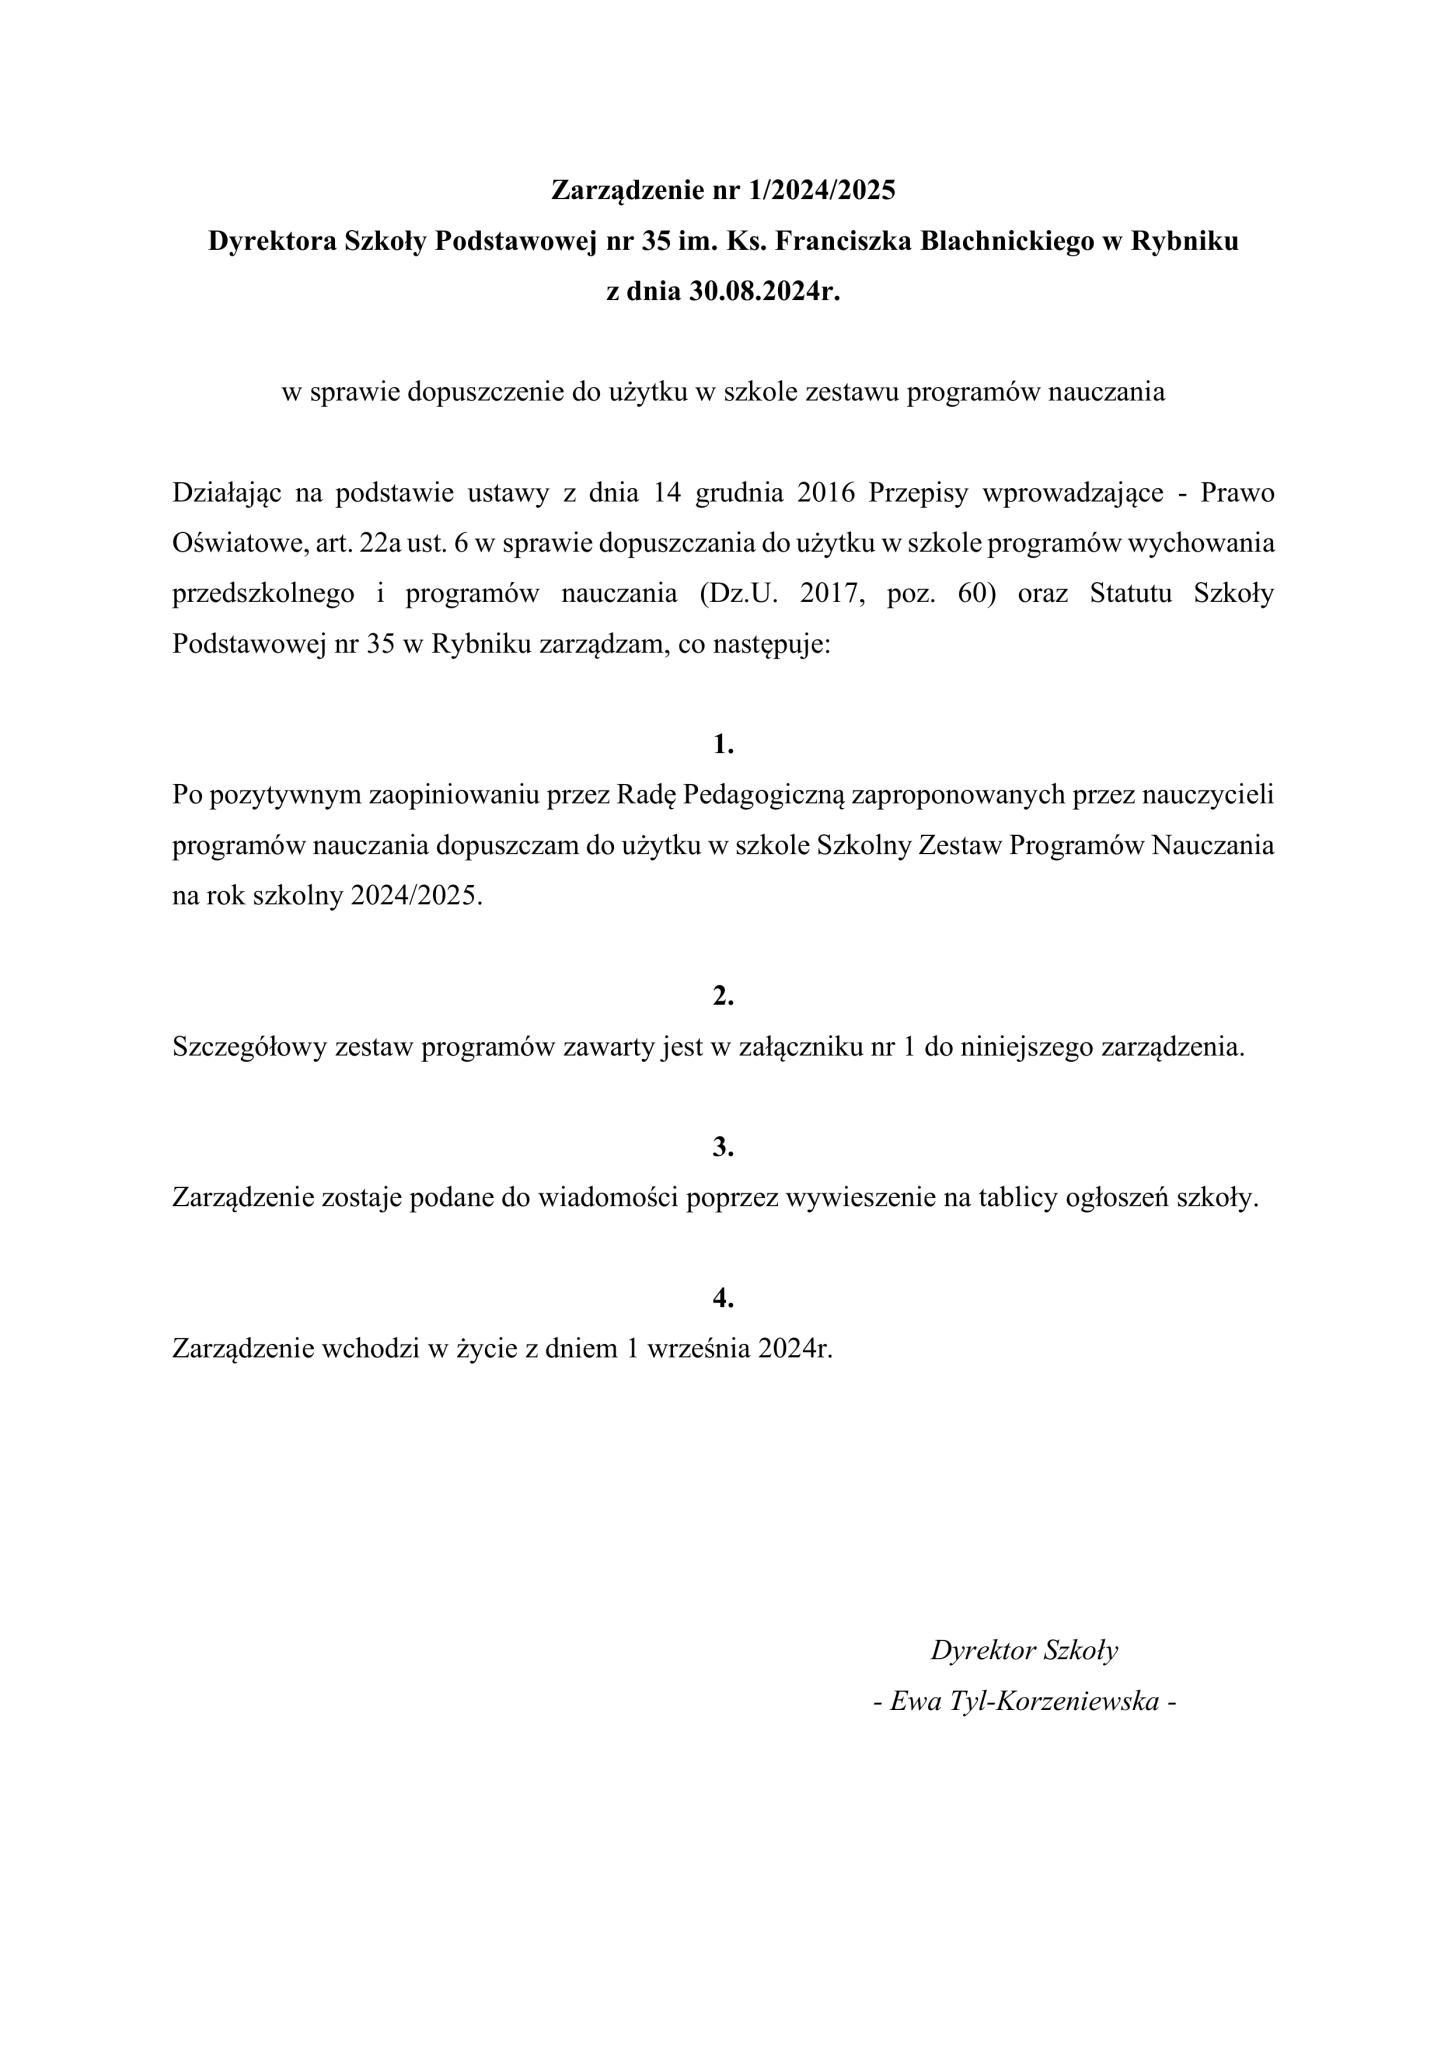 Zarządzenie nr 1/2024/2025
Dyrektora Szkoły Podstawowej nr 35 im. Ks. Franciszka Blachnickiego w Rybniku
z dnia 30.08.2024r.
w sprawie dopuszczenie do użytku w szkole zestawu programów nauczania
Działając na podstawie ustawy z dnia 14 grudnia 2016 Przepisy wprowadzające - Prawo
Oświatowe, art. 22a ust. 6 w sprawie dopuszczania do użytku w szkole programów wychowania
przedszkolnego i programów nauczania (Dz.U. 2017, poz. 60) oraz Statutu Szkoły
Podstawowej nr 35 w Rybniku zarządzam, co następuje:
1.
Po pozytywnym zaopiniowaniu przez Radę Pedagogiczną zaproponowanych przez nauczycieli
programów nauczania dopuszczam do użytku w szkole Szkolny Zestaw Programów Nauczania
na rok szkolny 2024/2025.
2.
Szczegółowy zestaw programów zawarty jest w załączniku nr 1 do niniejszego zarządzenia.
3.
Zarządzenie zostaje podane do wiadomości poprzez wywieszenie na tablicy ogłoszeń szkoły.
4.
Zarządzenie wchodzi w życie z dniem 1 września 2024r.
Dyrektor Szkoły
- Ewa Tyl-Korzeniewska -